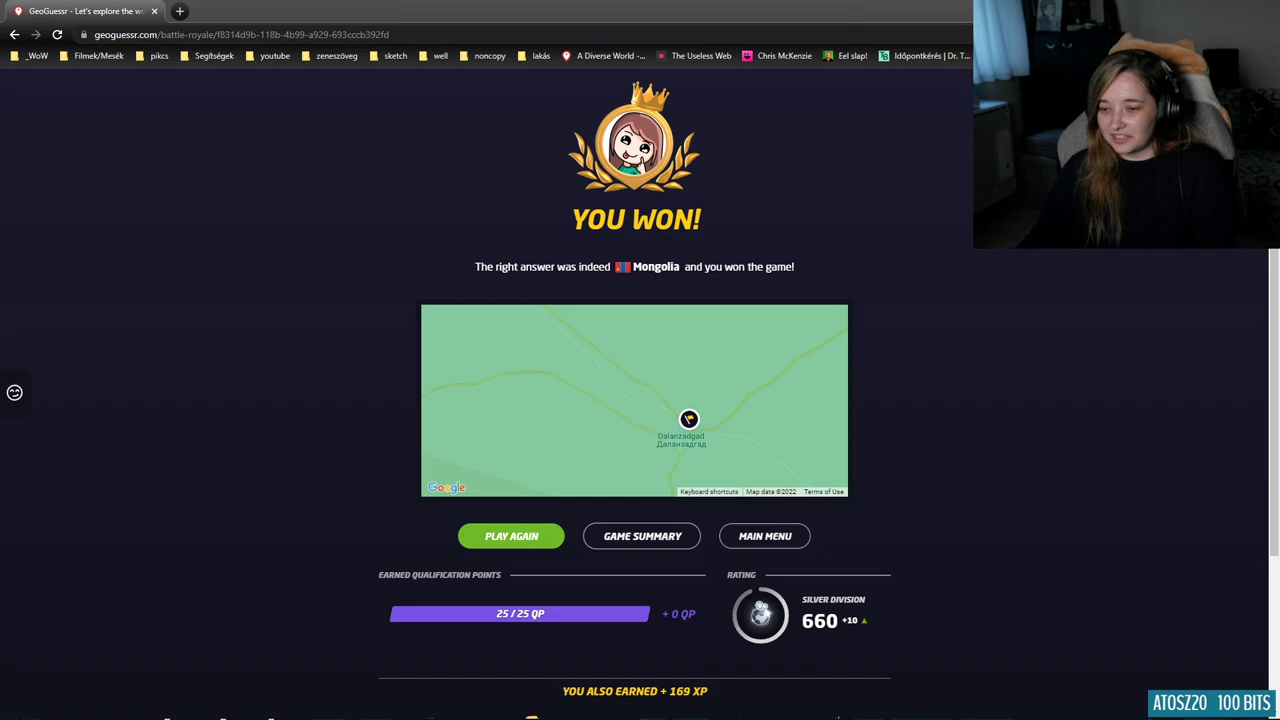 GeoGuessr - Let's explore the wo
geoguessr.com/battle-royale/f8314d9b-118b-4b99-a929-693cccb392fd
_WoW Filmek/Mesék pikcs Segítségek youtube zeneszöveg sketch well noncopy lakás A Diverse World -... The Useless Web Chris McKenzie Eel slap! Időpontkérés | Dr. T...
YOU WON!
The right answer was indeed Mongolia and you won the game!
Dalanzadgad
Даланзадгад
Google
Keyboard shortcuts Map data ©2022 Terms of Use
PLAY AGAIN GAME SUMMARY MAIN MENU
EARNED QUALIFICATION POINTS
25 / 25 QP + 0 QP
RATING
SILVER DIVISION
660 +10
YOU ALSO EARNED + 169 XP
ATOSZ20 100 BITS